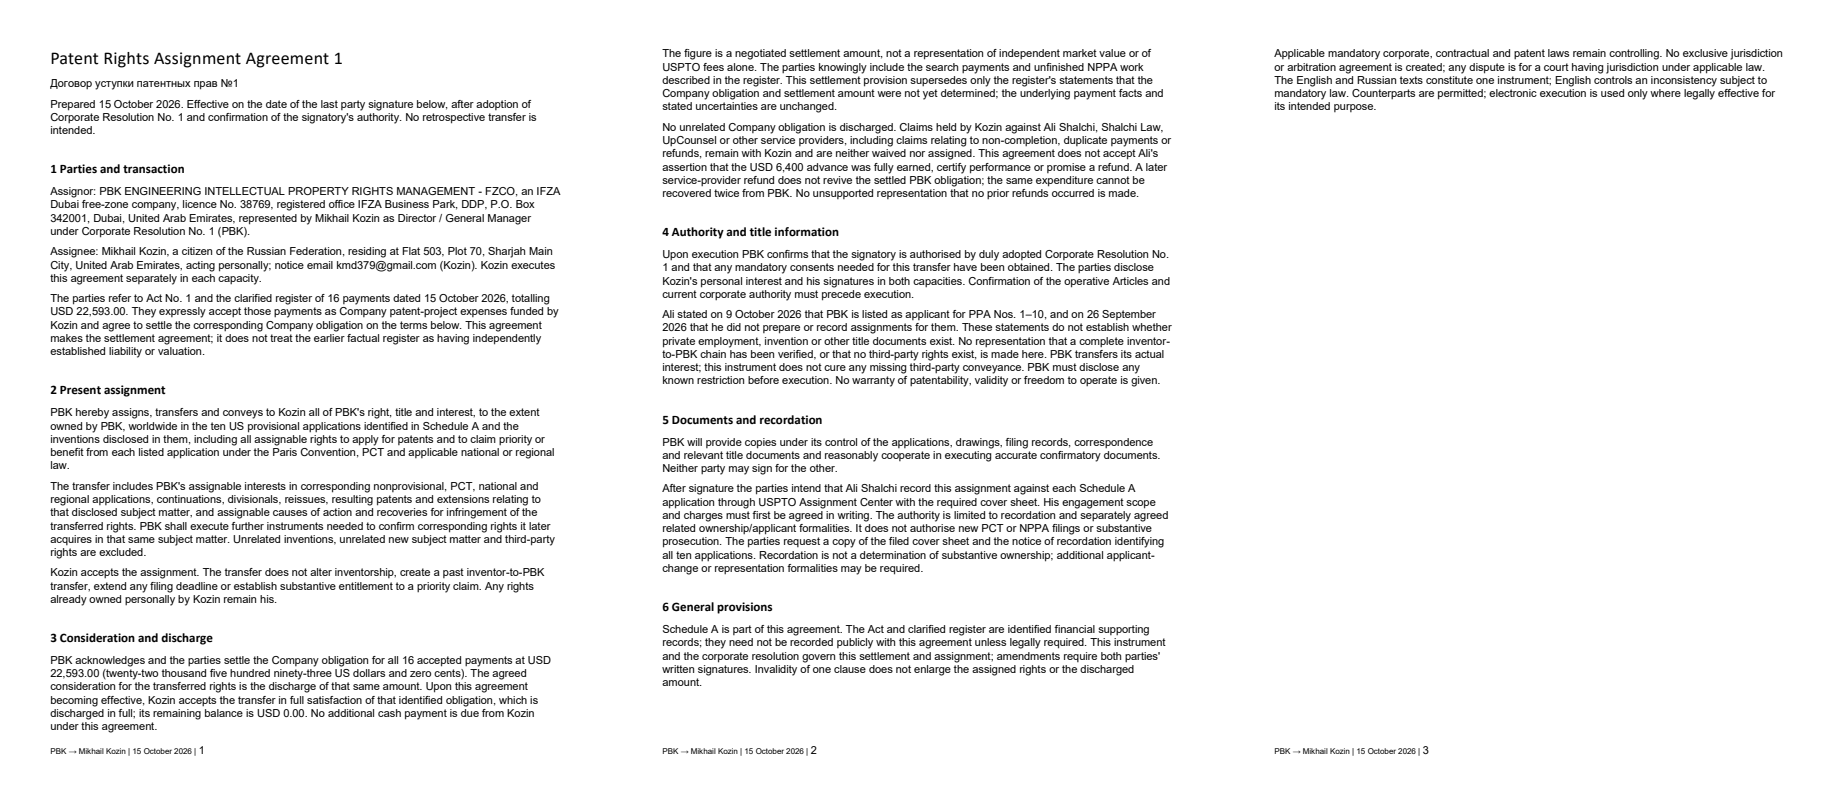 Patent Rights Assignment Agreement 1
Договор уступки патентных прав №1
Prepared 15 October 2026. Effective on the date of the last party signature below, after adoption of
Corporate Resolution No. 1 and confirmation of the signatory's authority. No retrospective transfer is
intended.
1 Parties and transaction
Assignor: PBK ENGINEERING INTELLECTUAL PROPERTY RIGHTS MANAGEMENT - FZCO, an IFZA
Dubai free-zone company, licence No. 38769, registered office IFZA Business Park, DDP, P.O. Box
342001, Dubai, United Arab Emirates, represented by Mikhail Kozin as Director / General Manager
under Corporate Resolution No. 1 (PBK).
Assignee: Mikhail Kozin, a citizen of the Russian Federation, residing at Flat 503, Plot 70, Sharjah Main
City, United Arab Emirates, acting personally; notice email kmd379@gmail.com (Kozin). Kozin executes
this agreement separately in each capacity.
The parties refer to Act No. 1 and the clarified register of 16 payments dated 15 October 2026, totalling
USD 22,593.00. They expressly accept those payments as Company patent-project expenses funded by
Kozin and agree to settle the corresponding Company obligation on the terms below. This agreement
makes the settlement agreement; it does not treat the earlier factual register as having independently
established liability or valuation.
2 Present assignment
PBK hereby assigns, transfers and conveys to Kozin all of PBK's right, title and interest, to the extent
owned by PBK, worldwide in the ten US provisional applications identified in Schedule A and the
inventions disclosed in them, including all assignable rights to apply for patents and to claim priority or
benefit from each listed application under the Paris Convention, PCT and applicable national or regional
law.
The transfer includes PBK's assignable interests in corresponding nonprovisional, PCT, national and
regional applications, continuations, divisionals, reissues, resulting patents and extensions relating to
that disclosed subject matter, and assignable causes of action and recoveries for infringement of the
transferred rights. PBK shall execute further instruments needed to confirm corresponding rights it later
acquires in that same subject matter. Unrelated inventions, unrelated new subject matter and third-party
rights are excluded.
Kozin accepts the assignment. The transfer does not alter inventorship, create a past inventor-to-PBK
transfer, extend any filing deadline or establish substantive entitlement to a priority claim. Any rights
already owned personally by Kozin remain his.
3 Consideration and discharge
PBK acknowledges and the parties settle the Company obligation for all 16 accepted payments at USD
22,593.00 (twenty-two thousand five hundred ninety-three US dollars and zero cents). The agreed
consideration for the transferred rights is the discharge of that same amount. Upon this agreement
becoming effective, Kozin accepts the transfer in full satisfaction of that identified obligation, which is
discharged in full; its remaining balance is USD 0.00. No additional cash payment is due from Kozin
under this agreement.
PBK → Mikhail Kozin | 15 October 2026 | 1
The figure is a negotiated settlement amount, not a representation of independent market value or of
USPTO fees alone. The parties knowingly include the search payments and unfinished NPPA work
described in the register. This settlement provision supersedes only the register's statements that the
Company obligation and settlement amount were not yet determined; the underlying payment facts and
stated uncertainties are unchanged.
No unrelated Company obligation is discharged. Claims held by Kozin against Ali Shalchi, Shalchi Law,
UpCounsel or other service providers, including claims relating to non-completion, duplicate payments or
refunds, remain with Kozin and are neither waived nor assigned. This agreement does not accept Ali's
assertion that the USD 6,400 advance was fully earned, certify performance or promise a refund. A later
service-provider refund does not revive the settled PBK obligation; the same expenditure cannot be
recovered twice from PBK. No unsupported representation that no prior refunds occurred is made.
4 Authority and title information
Upon execution PBK confirms that the signatory is authorised by duly adopted Corporate Resolution No.
1 and that any mandatory consents needed for this transfer have been obtained. The parties disclose
Kozin's personal interest and his signatures in both capacities. Confirmation of the operative Articles and
current corporate authority must precede execution.
Ali stated on 9 October 2026 that PBK is listed as applicant for PPA Nos. 1–10, and on 26 September
2026 that he did not prepare or record assignments for them. These statements do not establish whether
private employment, invention or other title documents exist. No representation that a complete inventor-
to-PBK chain has been verified, or that no third-party rights exist, is made here. PBK transfers its actual
interest; this instrument does not cure any missing third-party conveyance. PBK must disclose any
known restriction before execution. No warranty of patentability, validity or freedom to operate is given.
5 Documents and recordation
PBK will provide copies under its control of the applications, drawings, filing records, correspondence
and relevant title documents and reasonably cooperate in executing accurate confirmatory documents.
Neither party may sign for the other.
After signature the parties intend that Ali Shalchi record this assignment against each Schedule A
application through USPTO Assignment Center with the required cover sheet. His engagement scope
and charges must first be agreed in writing. The authority is limited to recordation and separately agreed
related ownership/applicant formalities. It does not authorise new PCT or NPPA filings or substantive
prosecution. The parties request a copy of the filed cover sheet and the notice of recordation identifying
all ten applications. Recordation is not a determination of substantive ownership; additional applicant-
change or representation formalities may be required.
6 General provisions
Schedule A is part of this agreement. The Act and clarified register are identified financial supporting
records; they need not be recorded publicly with this agreement unless legally required. This instrument
and the corporate resolution govern this settlement and assignment; amendments require both parties'
written signatures. Invalidity of one clause does not enlarge the assigned rights or the discharged
amount.
PBK → Mikhail Kozin | 15 October 2026 | 2
Applicable mandatory corporate, contractual and patent laws remain controlling. No exclusive jurisdiction
or arbitration agreement is created; any dispute is for a court having jurisdiction under applicable law.
The English and Russian texts constitute one instrument; English controls an inconsistency subject to
mandatory law. Counterparts are permitted; electronic execution is used only where legally effective for
its intended purpose.
PBK → Mikhail Kozin | 15 October 2026 | 3